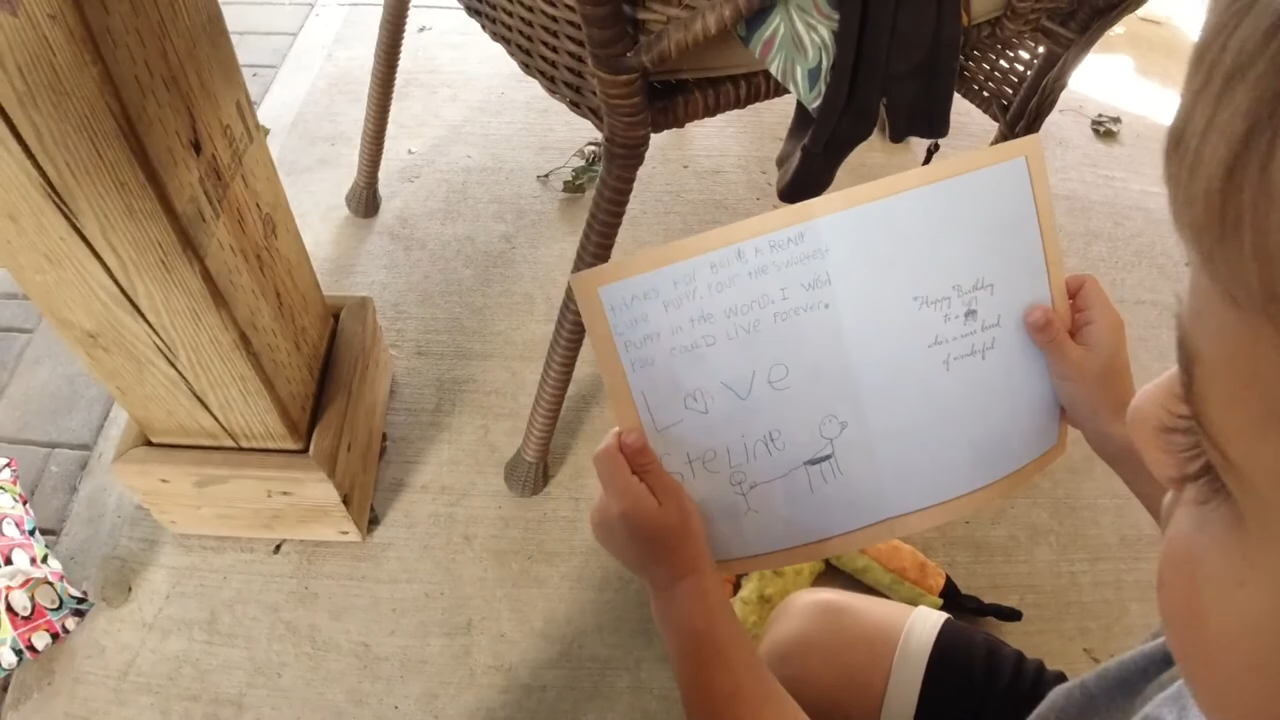 thanks for Being A Really
cute Puppy. Your the sweetest
Puppy in the World. I Wish
you could Live Forever.
Love
SteLine
Happy Birthday
to a
who's a rare breed
of wonderful